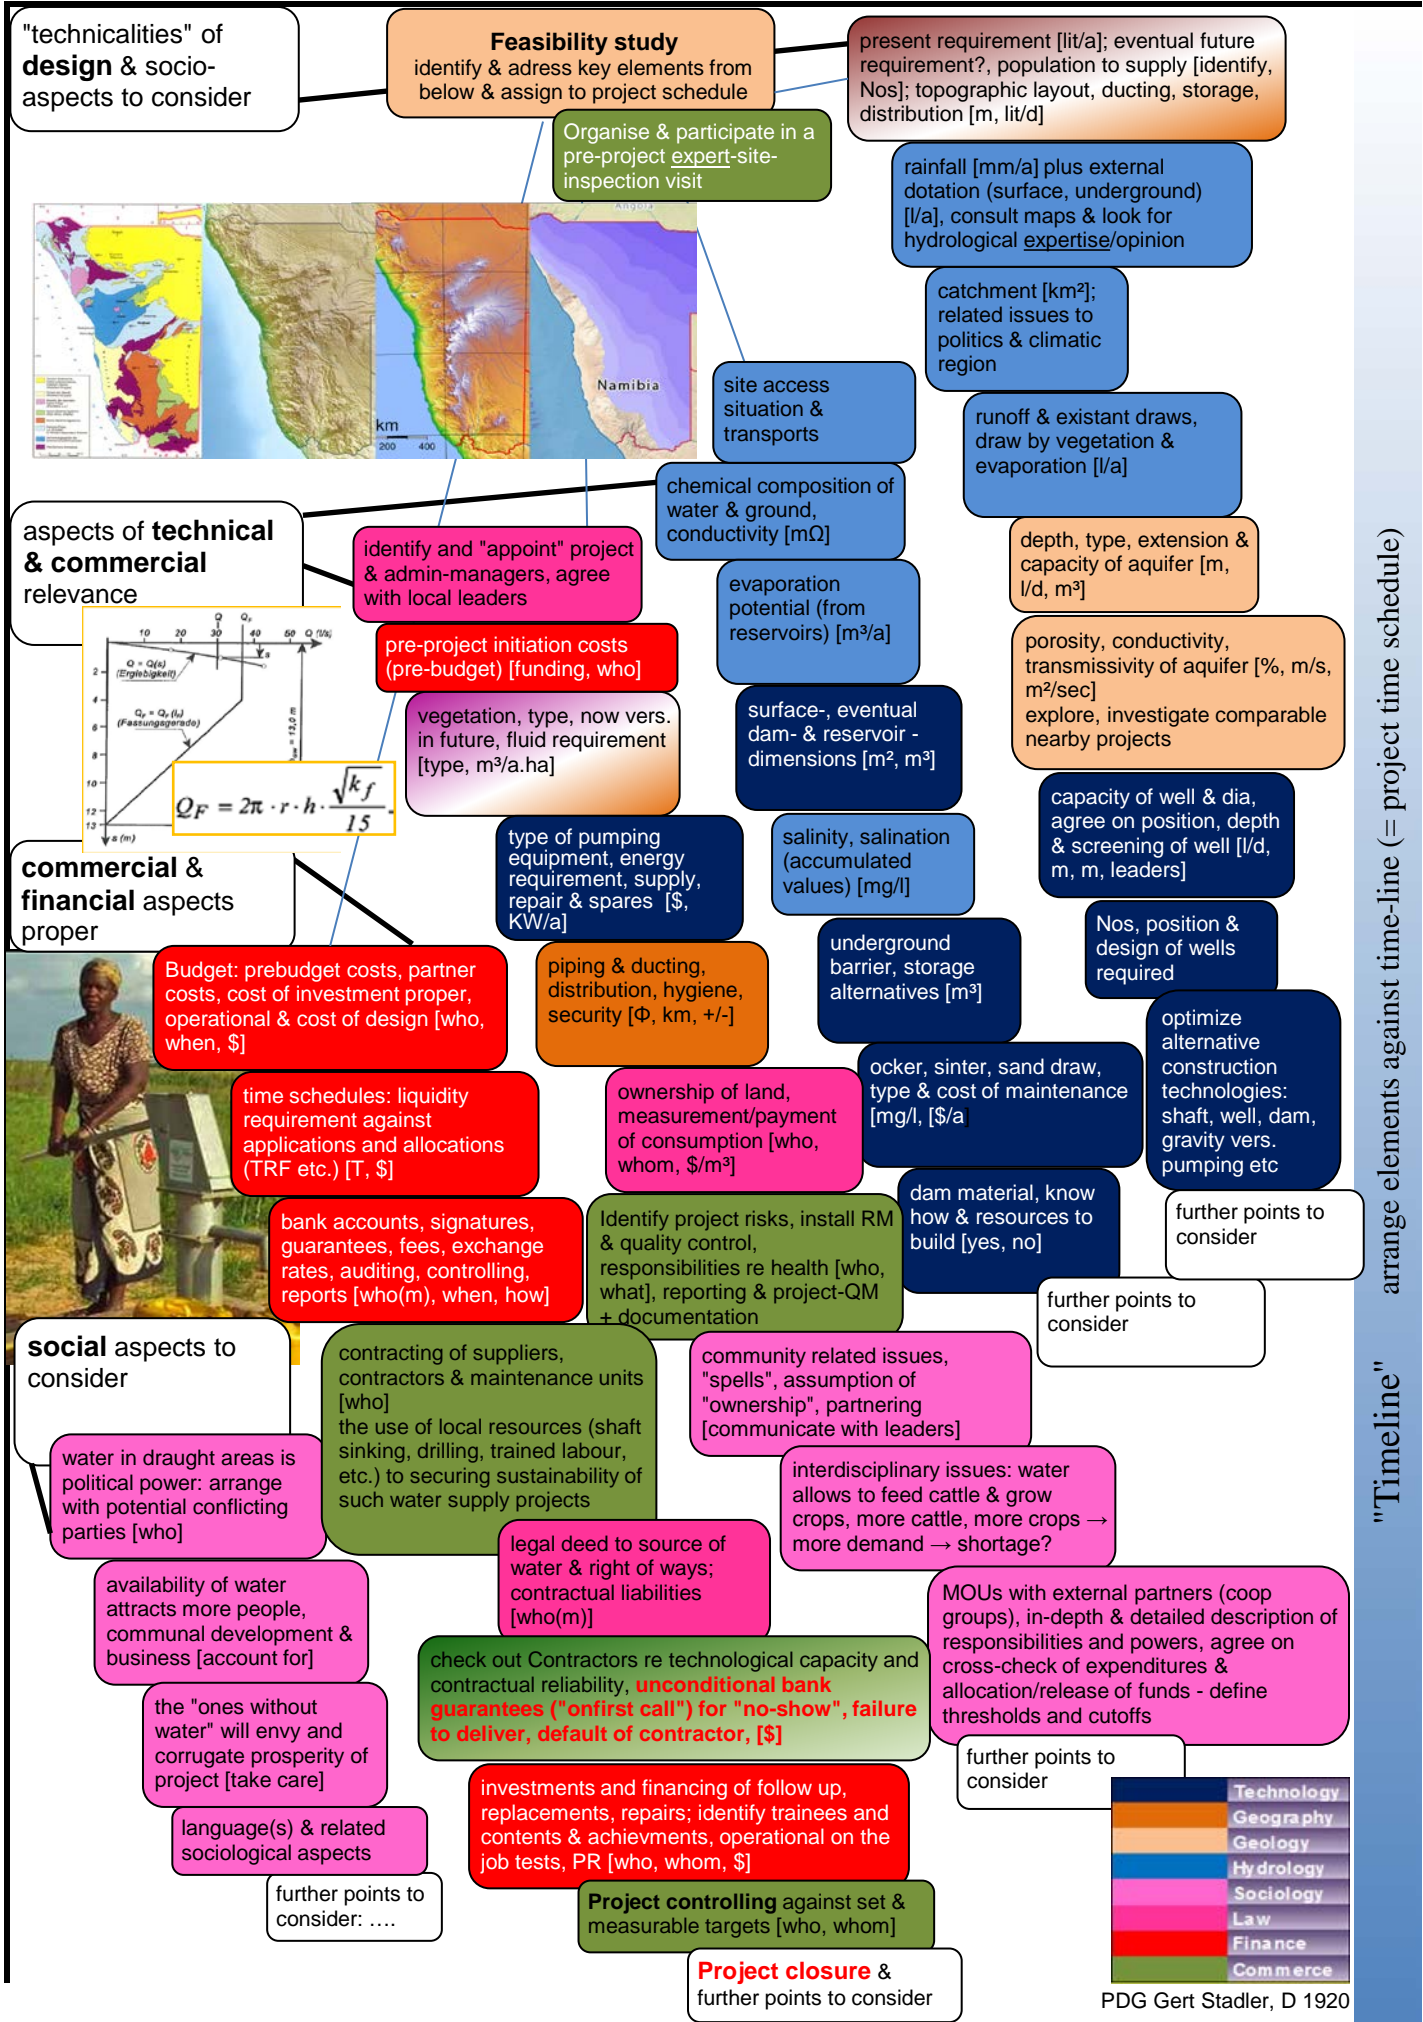 "technicalities" of
design & socio-
aspects to consider
Feasibility study
identify & adress key elements from
below & assign to project schedule
present requirement [lit/a]; eventual future
requirement?, population to supply [identify,
Nos]; topographic layout, ducting, storage,
distribution [m, lit/d]
Organise & participate in a
pre-project expert-site-
inspection visit
rainfall [mm/a] plus external
dotation (surface, underground)
[l/a], consult maps & look for
hydrological expertise/opinion
Angola
Namibia
km
200 400
catchment [km²];
related issues to
politics & climatic
region
site access
situation &
transports
runoff & existant draws,
draw by vegetation &
evaporation [l/a]
aspects of technical
& commercial
relevance
chemical composition of
water & ground,
conductivity [mΩ]
identify and "appoint" project
& admin-managers, agree
with local leaders
depth, type, extension &
capacity of aquifer [m,
l/d, m³]
evaporation
potential (from
reservoirs) [m³/a]
pre-project initiation costs
(pre-budget) [funding, who]
porosity, conductivity,
transmissivity of aquifer [%, m/s,
m²/sec]
explore, investigate comparable
nearby projects
Q QF
10 20 30 40 50 Q (l/s)
s
Q = Q(s)
(Ergiebigkeit)
QF = QF (s)
(Fassungsgerade)
= 13,0 m
2
4
6
8
10
12
13
s (m)
QF = 2π · r · h · √kf / 15
vegetation, type, now vers.
in future, fluid requirement
[type, m³/a.ha]
surface-, eventual
dam- & reservoir -
dimensions [m², m³]
capacity of well & dia,
agree on position, depth
& screening of well [l/d,
m, m, leaders]
type of pumping
equipment, energy
requirement, supply,
repair & spares [$,
KW/a]
salinity, salination
(accumulated
values) [mg/l]
commercial &
financial aspects
proper
Nos, position &
design of wells
required
underground
barrier, storage
alternatives [m³]
Budget: prebudget costs, partner
costs, cost of investment proper,
operational & cost of design [who,
when, $]
piping & ducting,
distribution, hygiene,
security [Φ, km, +/-]
optimize
alternative
construction
technologies:
shaft, well, dam,
gravity vers.
pumping etc
ocker, sinter, sand draw,
type & cost of maintenance
[mg/l, [$/a]
time schedules: liquidity
requirement against
applications and allocations
(TRF etc.) [T, $]
ownership of land,
measurement/payment
of consumption [who,
whom, $/m³]
dam material, know
how & resources to
build [yes, no]
further points to
consider
bank accounts, signatures,
guarantees, fees, exchange
rates, auditing, controlling,
reports [who(m), when, how]
Identify project risks, install RM
& quality control,
responsibilities re health [who,
what], reporting & project-QM
+ documentation
further points to
consider
social aspects to
consider
contracting of suppliers,
contractors & maintenance units
[who]
the use of local resources (shaft
sinking, drilling, trained labour,
etc.) to securing sustainability of
such water supply projects
community related issues,
"spells", assumption of
"ownership", partnering
[communicate with leaders]
water in draught areas is
political power: arrange
with potential conflicting
parties [who]
interdisciplinary issues: water
allows to feed cattle & grow
crops, more cattle, more crops →
more demand → shortage?
legal deed to source of
water & right of ways;
contractual liabilities
[who(m)]
availability of water
attracts more people,
communal development &
business [account for]
MOUs with external partners (coop
groups), in-depth & detailed description of
responsibilities and powers, agree on
cross-check of expenditures &
allocation/release of funds - define
thresholds and cutoffs
check out Contractors re technological capacity and
contractual reliability, unconditional bank
guarantees ("onfirst call") for "no-show", failure
to deliver, default of contractor, [$]
the "ones without
water" will envy and
corrugate prosperity of
project [take care]
further points to
consider
investments and financing of follow up,
replacements, repairs; identify trainees and
contents & achievments, operational on the
job tests, PR [who, whom, $]
language(s) & related
sociological aspects
further points to
consider: ….
Project controlling against set &
measurable targets [who, whom]
Project closure &
further points to consider
Technology
Geography
Geology
Hydrology
Sociology
Law
Finance
Commerce
PDG Gert Stadler, D 1920
"Timeline" arrange elements against time-line (= project time schedule)